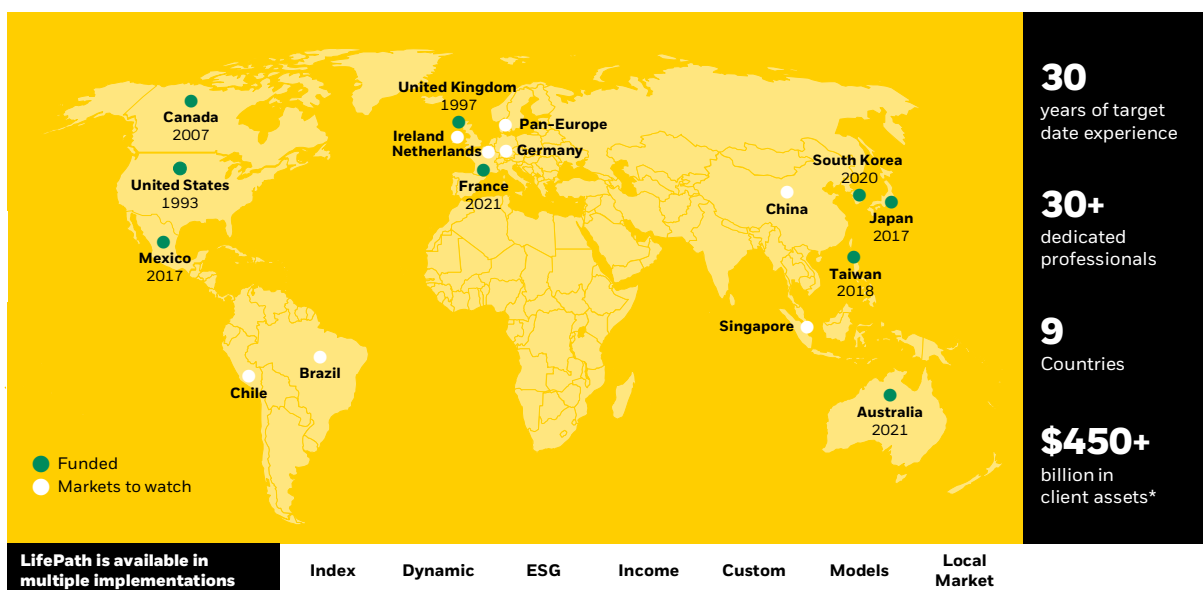 Canada
2007
United States
1993
Mexico
2017
United Kingdom
1997
Ireland
Netherlands
Pan-Europe
Germany
France
2021
South Korea
2020
China
Japan
2017
Taiwan
2018
Singapore
Brazil
Chile
Australia
2021
Funded
Markets to watch
30
years of target
date experience
30+
dedicated
professionals
9
Countries
$450+
billion in
client assets*
LifePath is available in
multiple implementations
Index
Dynamic
ESG
Income
Custom
Models
Local
Market